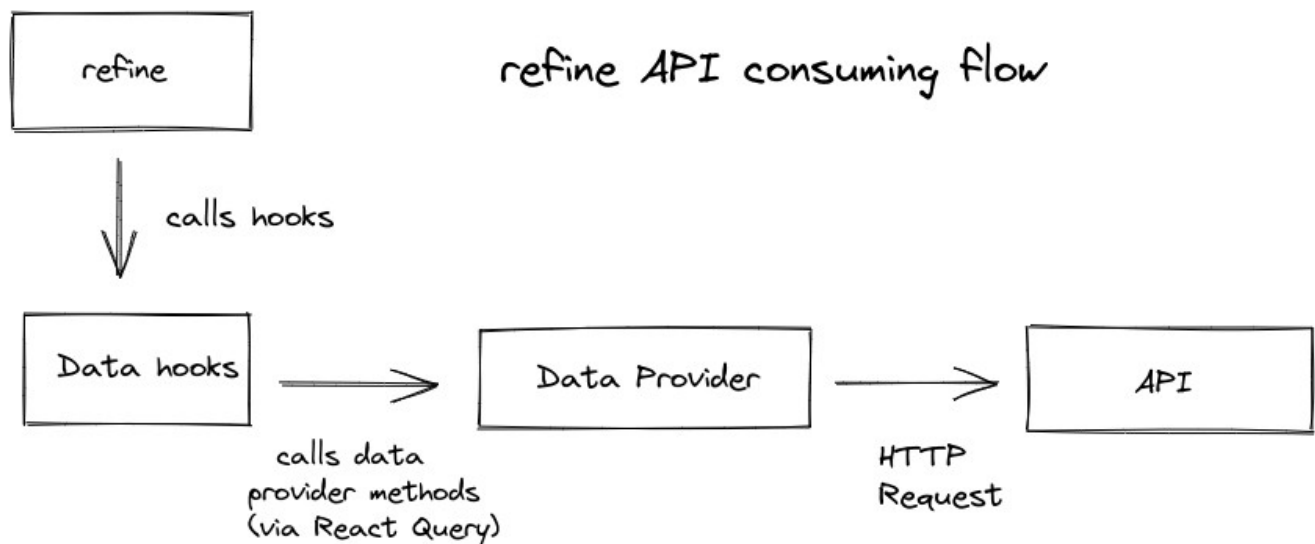 refine
refine API consuming flow
calls hooks
Data hooks
Data Provider
API
calls data
provider methods
(via React Query)
HTTP
Request